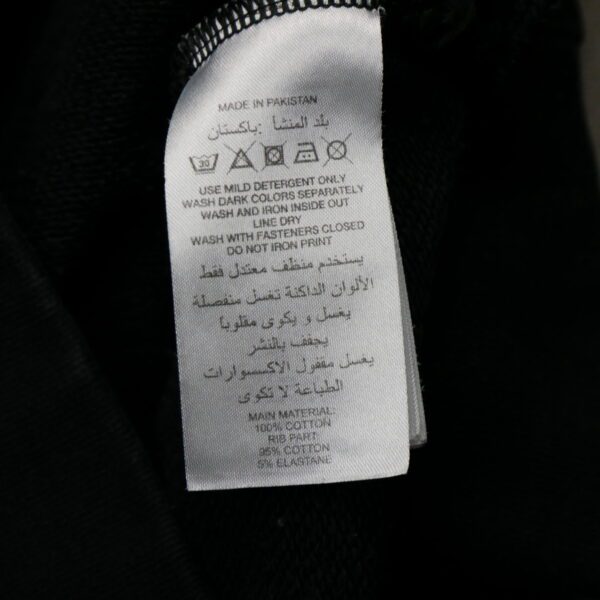 MADE IN PAKISTAN
بلد المنشأ :باكستان
30
USE MILD DETERGENT ONLY
WASH DARK COLORS SEPARATELY
WASH AND IRON INSIDE OUT
LINE DRY
WASH WITH FASTENERS CLOSED
DO NOT IRON PRINT
يستخدم منظف معتدل فقط
الألوان الداكنة تغسل منفصلة
يغسل و يكوى مقلوباً
يجفف بالنشر
يغسل مقفول الاكسسوارات
الطباعة لا تكوى
MAIN MATERIAL:
100% COTTON
RIB PART:
95% COTTON
5% ELASTANE